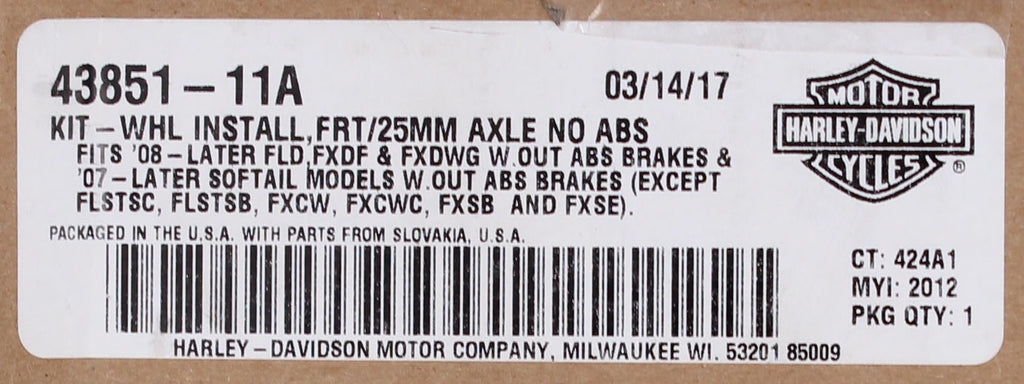 43851-11A 03/14/17
KIT-WHL INSTALL,FRT/25MM AXLE NO ABS
FITS '08-LATER FLD,FXDF & FXDWG W.OUT ABS BRAKES &
'07-LATER SOFTAIL MODELS W.OUT ABS BRAKES (EXCEPT
FLSTSC, FLSTSB, FXCW, FXCWC, FXSB AND FXSE).
PACKAGED IN THE U.S.A. WITH PARTS FROM SLOVAKIA, U.S.A.
MOTOR
HARLEY-DAVIDSON
CYCLES ®
CT: 424A1
MYI: 2012
PKG QTY: 1
HARLEY-DAVIDSON MOTOR COMPANY, MILWAUKEE WI. 53201 85009